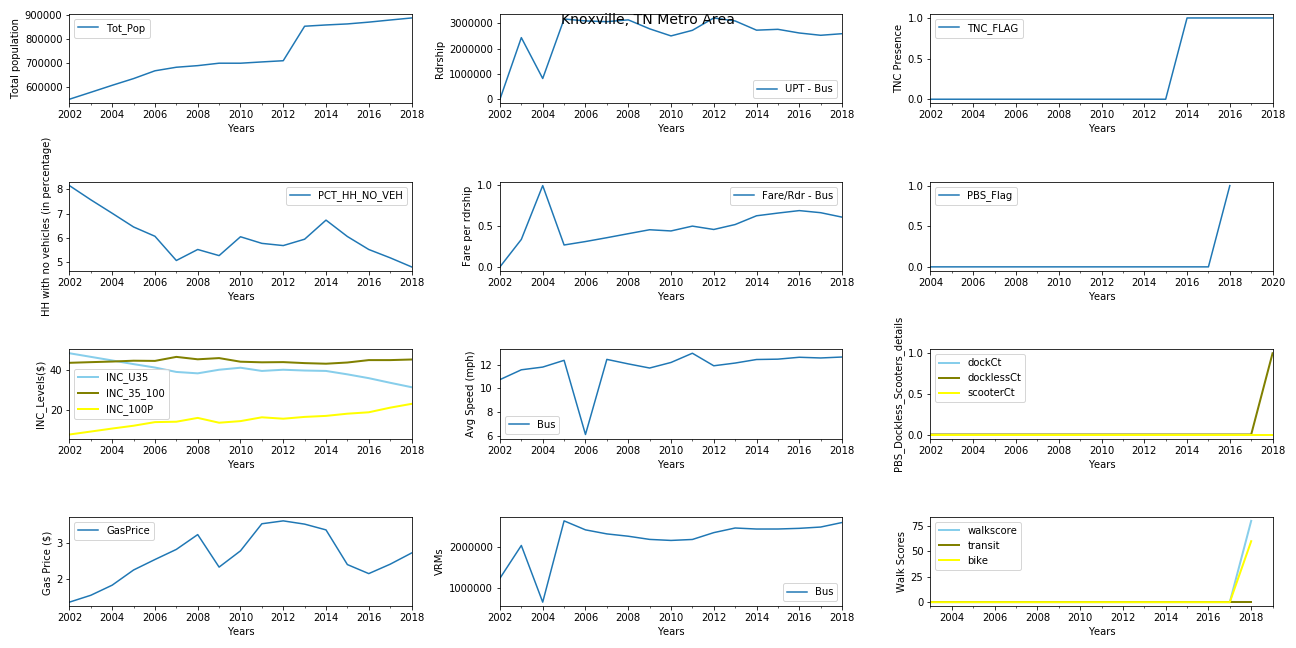 Knoxville, TN Metro Area
Total population
900000
800000
700000
600000
Tot_Pop
2002 2004 2006 2008 2010 2012 2014 2016 2018
Years
Rdrship
3000000
2000000
1000000
0
UPT - Bus
2002 2004 2006 2008 2010 2012 2014 2016 2018
Years
TNC Presence
1.0
0.5
0.0
TNC_FLAG
2002 2004 2006 2008 2010 2012 2014 2016 2018
Years
HH with no vehicles (in percentage)
8
7
6
5
PCT_HH_NO_VEH
2002 2004 2006 2008 2010 2012 2014 2016 2018
Years
Fare per rdrship
1.0
0.5
0.0
Fare/Rdr - Bus
2002 2004 2006 2008 2010 2012 2014 2016 2018
Years
1.0
0.5
0.0
PBS_Flag
2002 2004 2006 2008 2010 2012 2014 2016 2018 2020
Years
INC_Levels($)
40
20
INC_U35
INC_35_100
INC_100P
2002 2004 2006 2008 2010 2012 2014 2016 2018
Years
Avg Speed (mph)
12
10
8
6
Bus
2002 2004 2006 2008 2010 2012 2014 2016 2018
Years
PBS_Dockless_Scooters_details
1.0
0.5
0.0
dockCt
docklessCt
scooterCt
2002 2004 2006 2008 2010 2012 2014 2016 2018
Years
Gas Price ($)
3
2
GasPrice
2002 2004 2006 2008 2010 2012 2014 2016 2018
Years
VRMs
2000000
1000000
Bus
2002 2004 2006 2008 2010 2012 2014 2016 2018
Years
Walk Scores
75
50
25
0
walkscore
transit
bike
2004 2006 2008 2010 2012 2014 2016 2018
Years